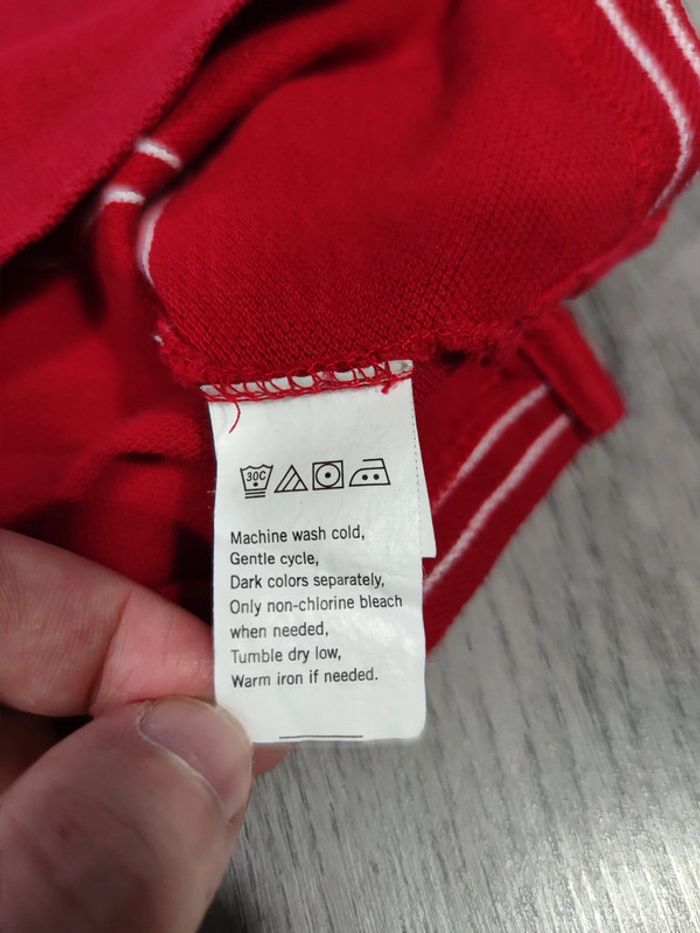 30C
Machine wash cold,
Gentle cycle,
Dark colors separately,
Only non-chlorine bleach
when needed,
Tumble dry low,
Warm iron if needed.